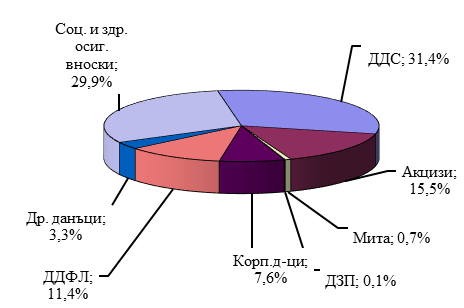 Соц. и здр.
осиг.
вноски;
29,9%
ДДС; 31,4%
Акцизи;
15,5%
Мита; 0,7%
ДЗП; 0,1%
Корп.д-ци;
7,6%
ДДФЛ;
11,4%
Др. данъци;
3,3%